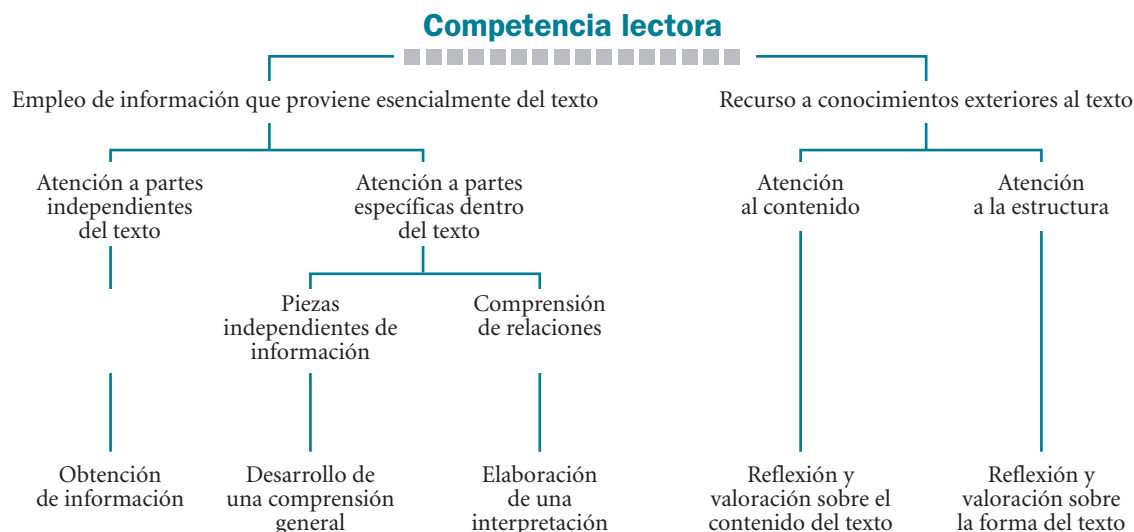 Competencia lectora
Empleo de información que proviene esencialmente del texto
Recurso a conocimientos exteriores al texto
Atención a partes
independientes
del texto
Atención a partes
específicas dentro
del texto
Atención
al contenido
Atención
a la estructura
Piezas
independientes de
información
Comprensión
de relaciones
Obtención
de información
Desarrollo de
una comprensión
general
Elaboración
de una
interpretación
Reflexión y
valoración sobre el
contenido del texto
Reflexión y
valoración sobre
la forma del texto